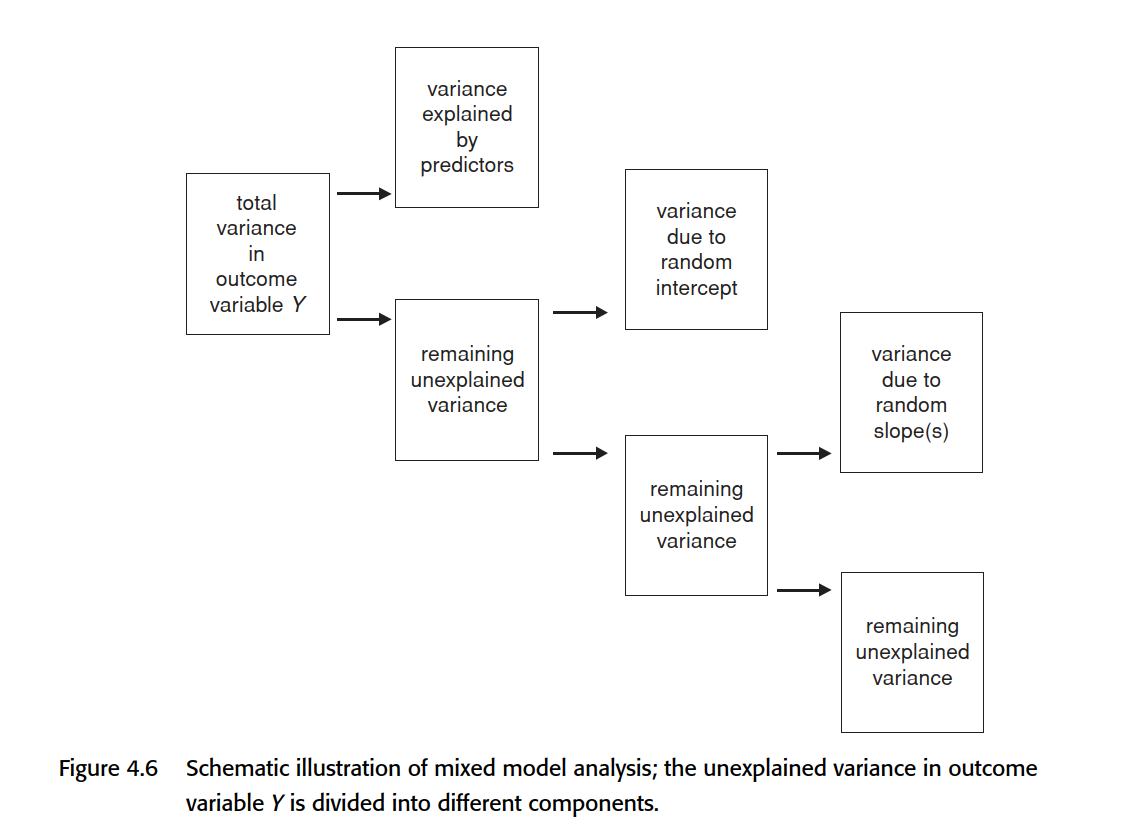 variance
explained
by
predictors
total
variance
in
outcome
variable Y
variance
due to
random
intercept
remaining
unexplained
variance
variance
due to
random
slope(s)
remaining
unexplained
variance
remaining
unexplained
variance
Figure 4.6 Schematic illustration of mixed model analysis; the unexplained variance in outcome
variable Y is divided into different components.